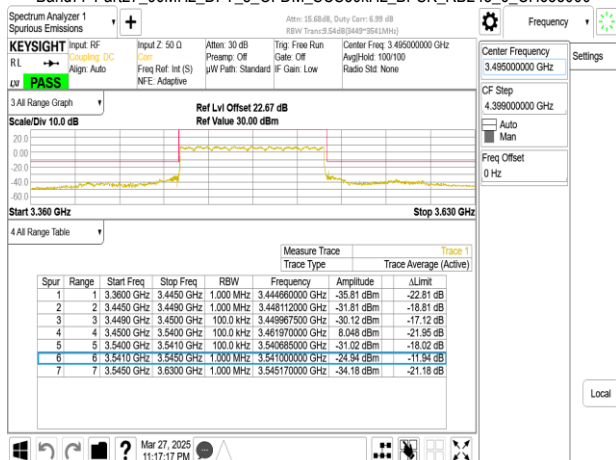 Spectrum Analyzer 1
Spurious Emissions
Attn: 15.68dB, Duty Corr: 6.99 dB
RBW Trans:9.54dB(3449~3541MHz)
Frequency
KEYSIGHT Input: RF Input Z: 50 Ω Atten: 30 dB Trig: Free Run Center Freq: 3.495000000 GHz
RL Coupling: DC Corr Preamp: Off Gate: Off Avg|Hold: 100/100
Align: Auto Freq Ref: Int (S) µW Path: Standard IF Gain: Low Radio Std: None
LXI PASS NFE: Adaptive
Center Frequency
3.495000000 GHz
Settings
CF Step
4.399000000 GHz
Auto
Man
Freq Offset
0 Hz
3 All Range Graph
Ref Lvl Offset 22.67 dB
Scale/Div 10.0 dB Ref Value 30.00 dBm
20.0
0.00
-20.0
-40.0
-60.0
Start 3.360 GHz Stop 3.630 GHz
4 All Range Table
Measure Trace Trace 1
Trace Type Trace Average (Active)
Spur Range Start Freq Stop Freq RBW Frequency Amplitude ΔLimit
1 1 3.3600 GHz 3.4450 GHz 1.000 MHz 3.444660000 GHz -35.81 dBm -22.81 dB
2 2 3.4450 GHz 3.4490 GHz 1.000 MHz 3.448112000 GHz -31.81 dBm -18.81 dB
3 3 3.4490 GHz 3.4500 GHz 100.0 kHz 3.449967500 GHz -30.12 dBm -17.12 dB
4 4 3.4500 GHz 3.5400 GHz 100.0 kHz 3.461970000 GHz 8.048 dBm -21.95 dB
5 5 3.5400 GHz 3.5410 GHz 100.0 kHz 3.540685000 GHz -31.02 dBm -18.02 dB
6 6 3.5410 GHz 3.5450 GHz 1.000 MHz 3.541000000 GHz -24.94 dBm -11.94 dB
7 7 3.5450 GHz 3.6300 GHz 1.000 MHz 3.545170000 GHz -34.18 dBm -21.18 dB
Local
Mar 27, 2025
11:17:17 PM